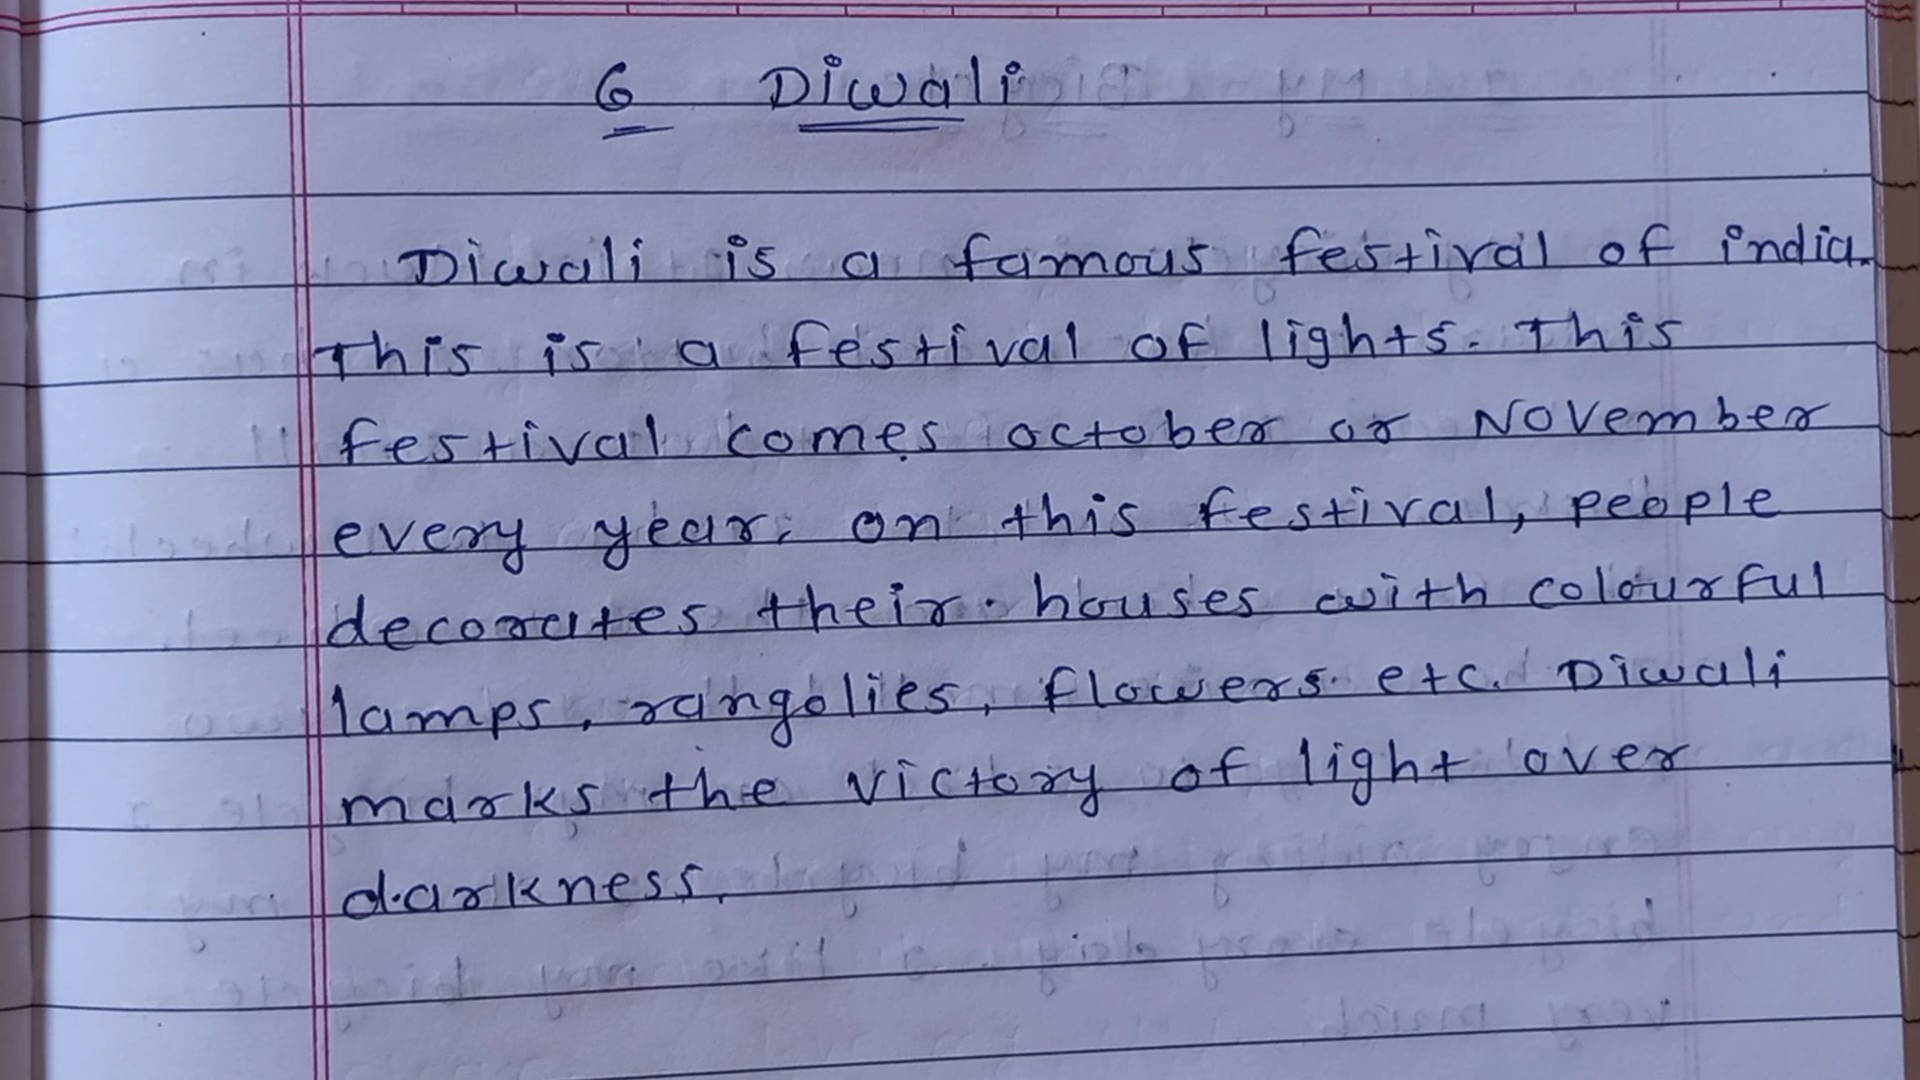 6 Diwali
Diwali is a famous festival of india.
This is a festival of lights. This
festival comes october or November
every year. on this festival, people
decorates their houses with colourful
lamps, rangolies, flowers etc. Diwali
marks the victory of light over
darkness.